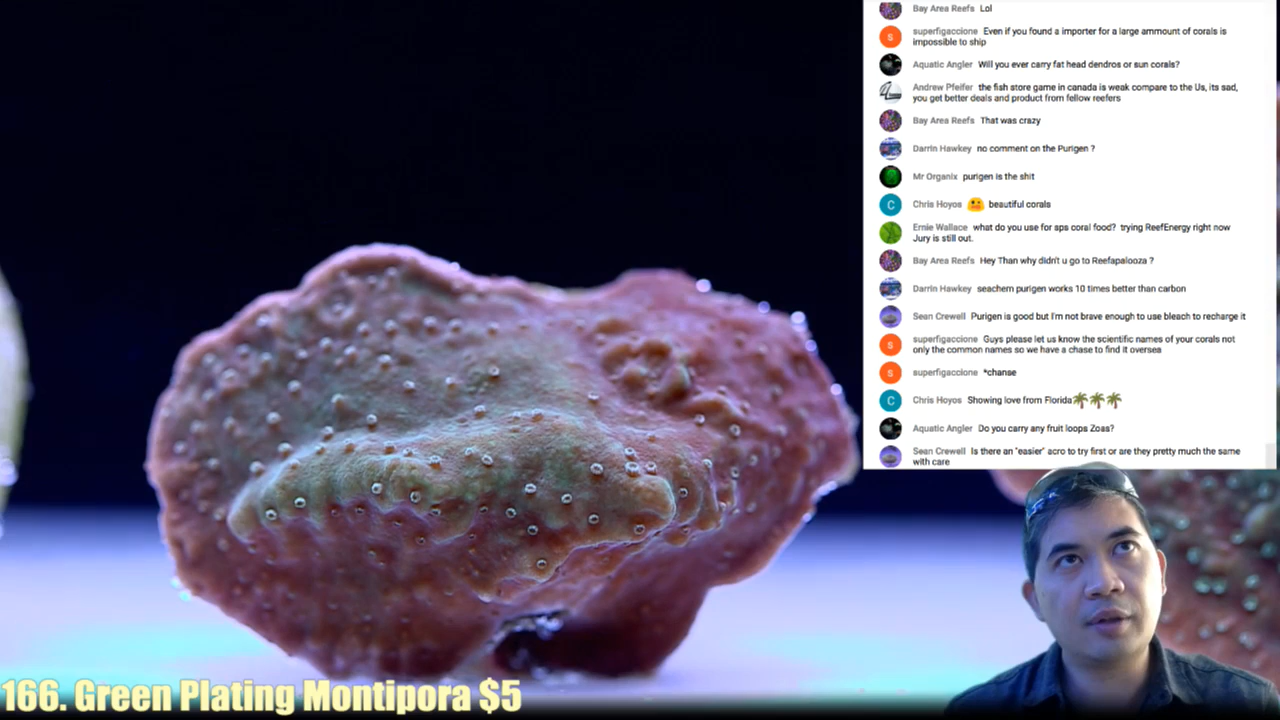 Bay Area Reefs Lol
S superfigaccione Even if you found a importer for a large ammount of corals is
impossible to ship
Aquatic Angler Will you ever carry fat head dendros or sun corals?
Andrew Pfeifer the fish store game in canada is weak compare to the Us, its sad,
you get better deals and product from fellow reefers
Bay Area Reefs That was crazy
Darrin Hawkey no comment on the Purigen ?
Mr Organix purigen is the shit
C Chris Hoyos beautiful corals
Ernie Wallace what do you use for sps coral food? trying ReefEnergy right now
Jury is still out.
Bay Area Reefs Hey Than why didn't u go to Reefapalooza ?
Darrin Hawkey seachem purigen works 10 times better than carbon
Sean Crewell Purigen is good but I'm not brave enough to use bleach to recharge it
S superfigaccione Guys please let us know the scientific names of your corals not
only the common names so we have a chase to find it oversea
S superfigaccione *chanse
C Chris Hoyos Showing love from Florida
Aquatic Angler Do you carry any fruit loops Zoas?
Sean Crewell Is there an "easier" acro to try first or are they pretty much the same
with care
166. Green Plating Montipora $5